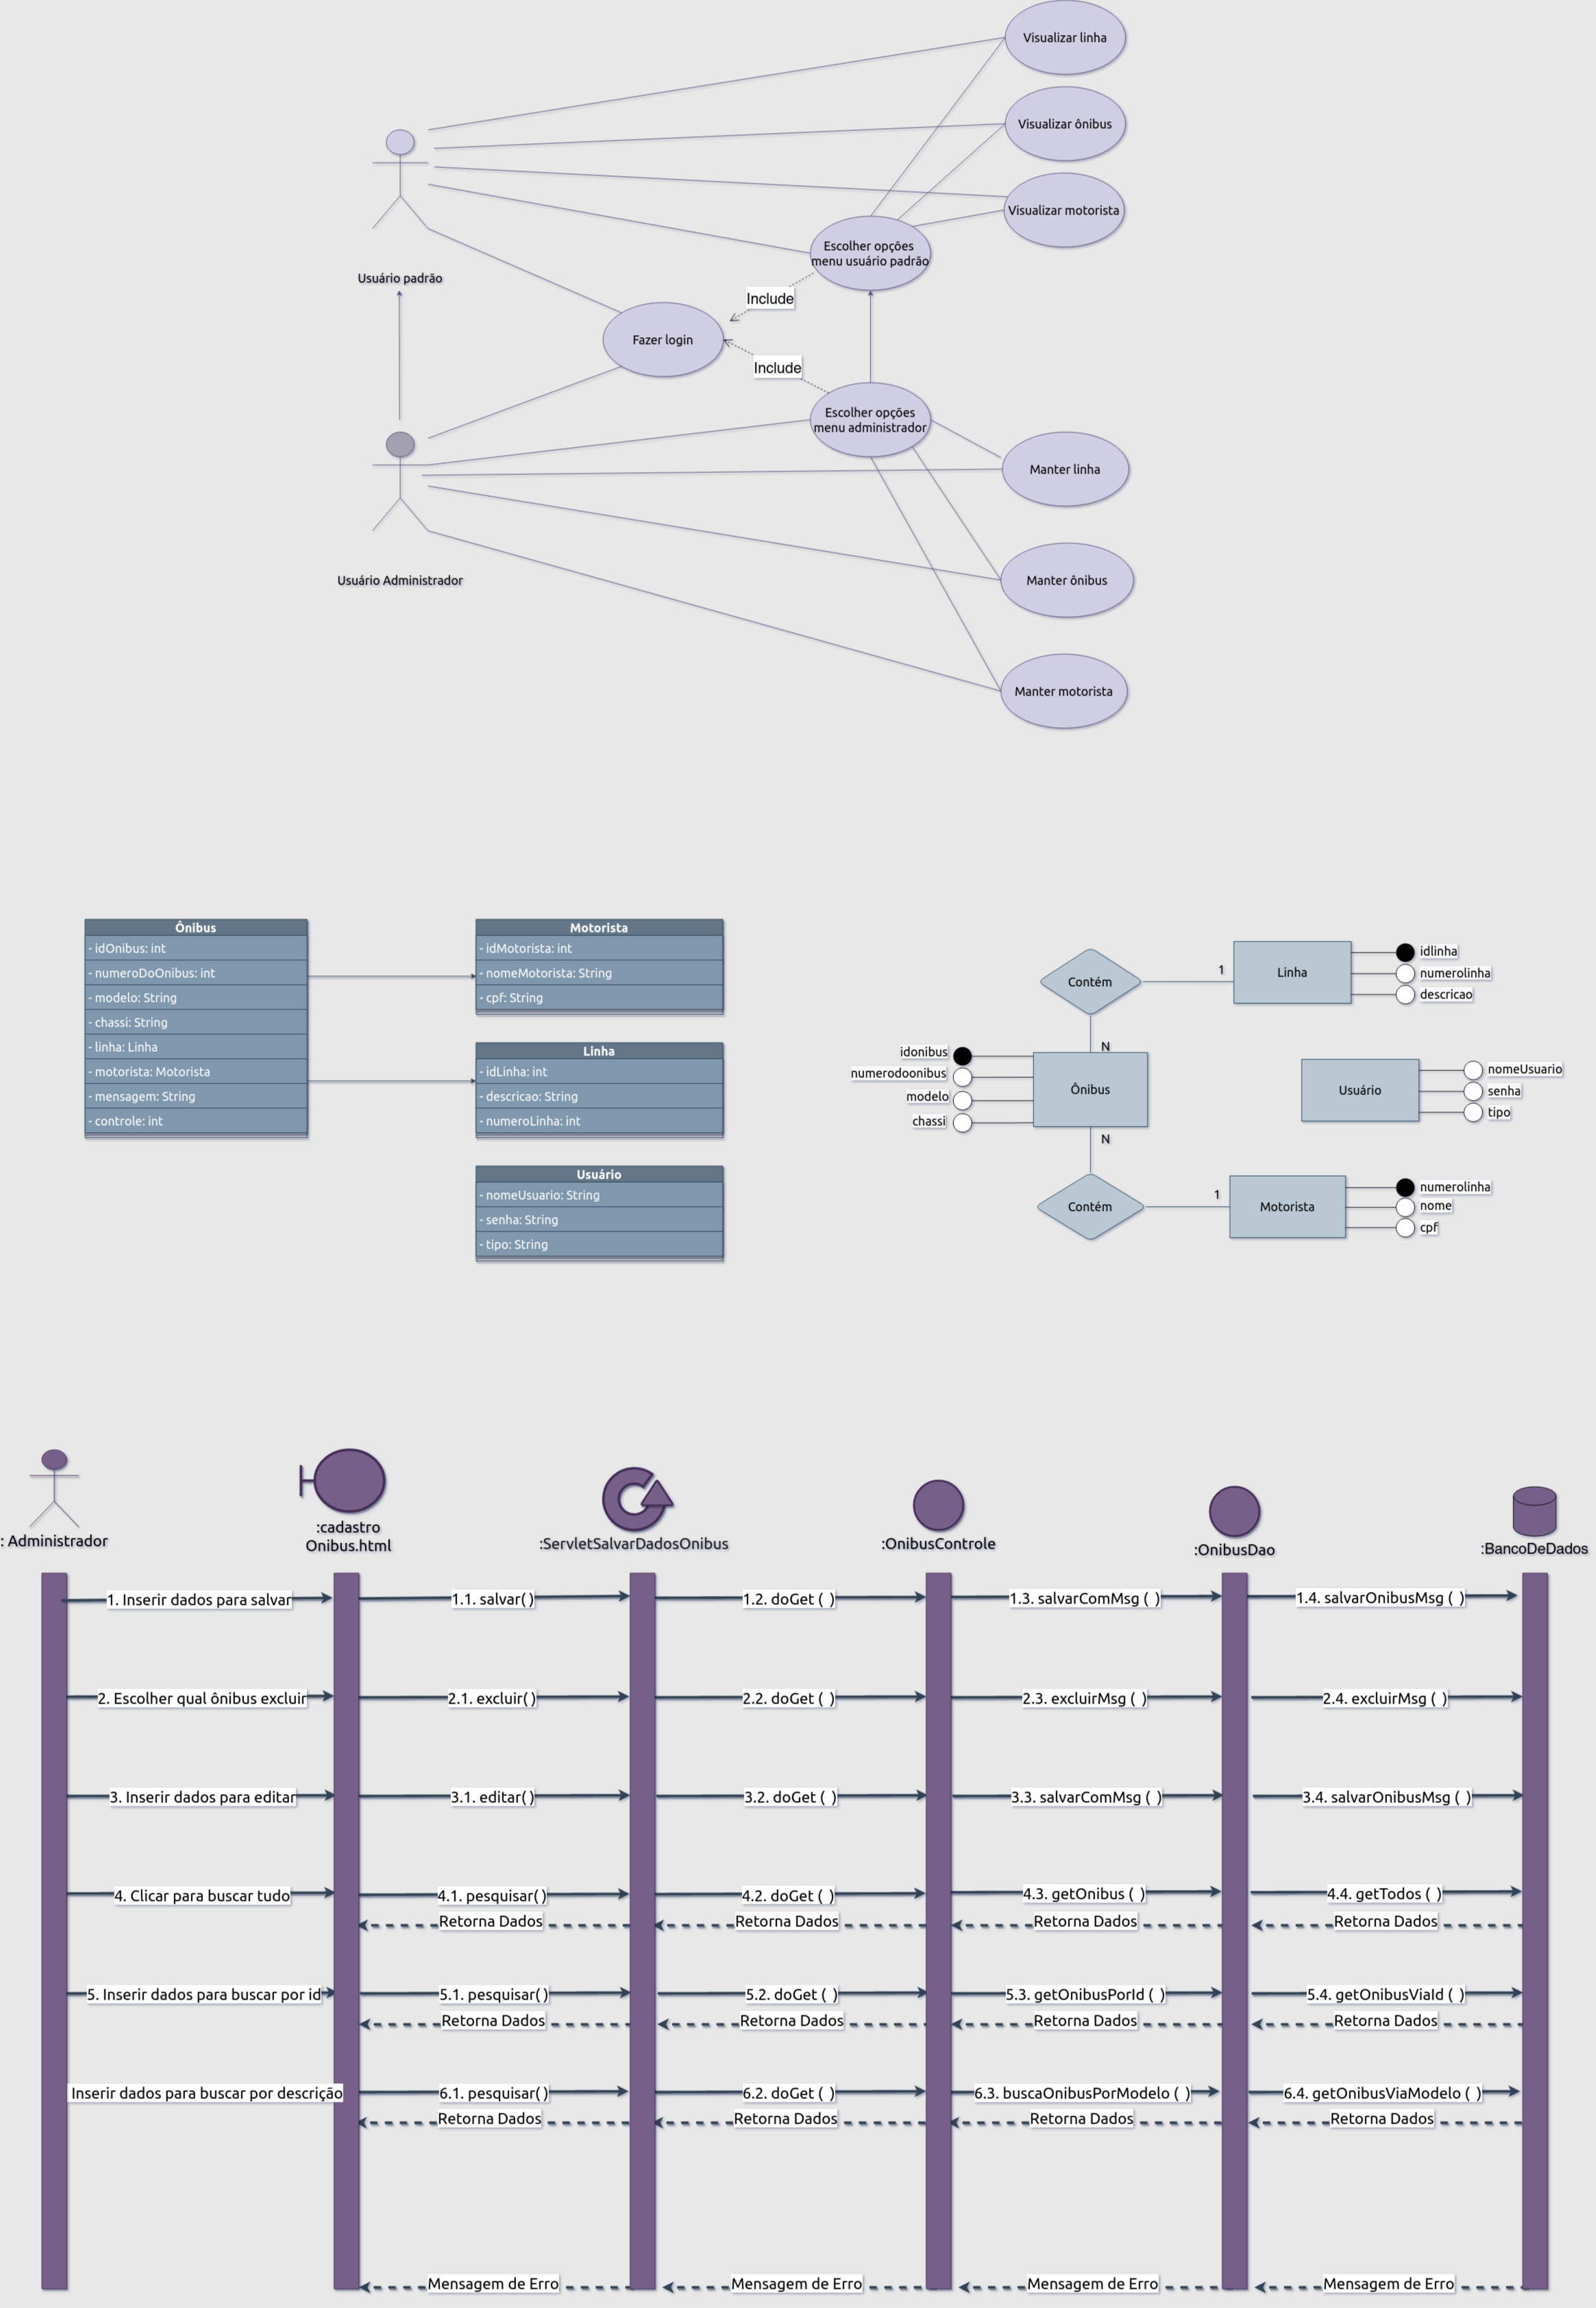 Visualizar linha
Visualizar ônibus
Visualizar motorista
Escolher opções
menu usuário padrão
Usuário padrão
Include
Fazer login
Include
Escolher opções
menu administrador
Manter linha
Usuário Administrador
Manter ônibus
Manter motorista
Ônibus
- idOnibus: int
- numeroDoOnibus: int
- modelo: String
- chassi: String
- linha: Linha
- motorista: Motorista
- mensagem: String
- controle: int
Motorista
- idMotorista: int
- nomeMotorista: String
- cpf: String
Linha
- idLinha: int
- descricao: String
- numeroLinha: int
Usuário
- nomeUsuario: String
- senha: String
- tipo: String
Contém
1
Linha
idlinha
numerolinha
descricao
N
idonibus
numerodoonibus
modelo
chassi
Ônibus
Usuário
nomeUsuario
senha
tipo
N
Contém
1
Motorista
numerolinha
nome
cpf
: Administrador
:cadastro
Onibus.html
:ServletSalvarDadosOnibus
:OnibusControle
:OnibusDao
:BancoDeDados
1. Inserir dados para salvar
1.1. salvar()
1.2. doGet ( )
1.3. salvarComMsg ( )
1.4. salvarOnibusMsg ( )
2. Escolher qual ônibus excluir
2.1. excluir()
2.2. doGet ( )
2.3. excluirMsg ( )
2.4. excluirMsg ( )
3. Inserir dados para editar
3.1. editar()
3.2. doGet ( )
3.3. salvarComMsg ( )
3.4. salvarOnibusMsg ( )
4. Clicar para buscar tudo
4.1. pesquisar()
4.2. doGet ( )
4.3. getOnibus ( )
4.4. getTodos ( )
Retorna Dados
Retorna Dados
Retorna Dados
Retorna Dados
5. Inserir dados para buscar por id
5.1. pesquisar()
5.2. doGet ( )
5.3. getOnibusPorId ( )
5.4. getOnibusViaId ( )
Retorna Dados
Retorna Dados
Retorna Dados
Retorna Dados
Inserir dados para buscar por descrição
6.1. pesquisar()
6.2. doGet ( )
6.3. buscaOnibusPorModelo ( )
6.4. getOnibusViaModelo ( )
Retorna Dados
Retorna Dados
Retorna Dados
Retorna Dados
Mensagem de Erro
Mensagem de Erro
Mensagem de Erro
Mensagem de Erro